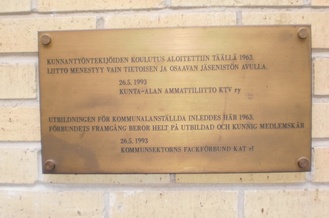 KUNNANTYÖNTEKIJÖIDEN KOULUTUS ALOITETTIIN TÄÄLLÄ 1963.
LIITTO MENESTYY VAIN TIETOISEN JA OSAAVAN JÄSENISTÖN AVULLA.
26.5. 1993
KUNTA-ALAN AMMATTILIITTO KTV ry
UTBILDNINGEN FÖR KOMMUNALANSTÄLLDA INLEDDES HÄR 1963.
FÖRBUNDETS FRAMGÅNG BEROR HELT PÅ UTBILDAD OCH KUNNIG MEDLEMSKÅR
26.5. 1993
KOMMUNSEKTORNS FACKFÖRBUND KAT rf